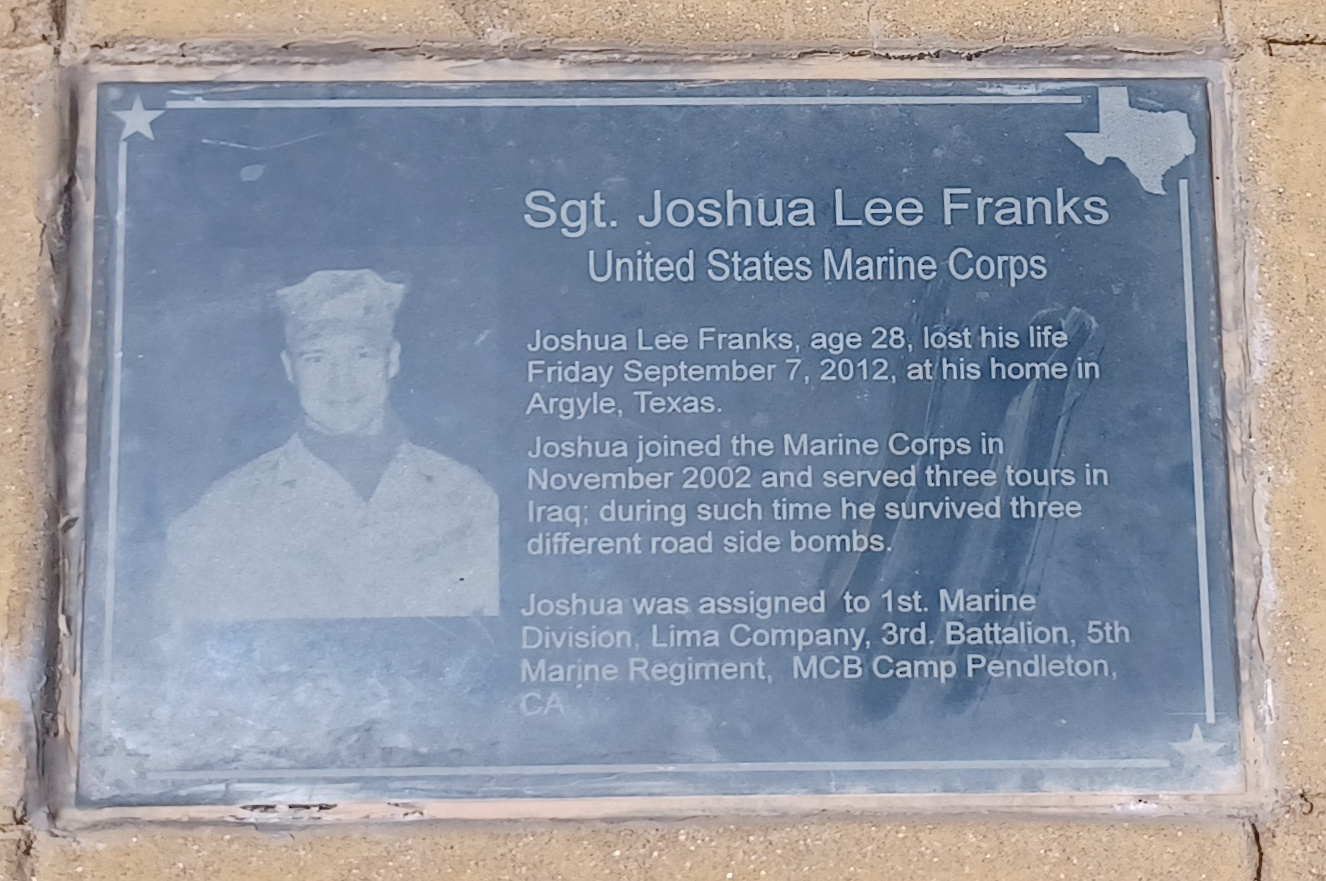 Sgt. Joshua Lee Franks
United States Marine Corps
Joshua Lee Franks, age 28, lost his life
Friday September 7, 2012, at his home in
Argyle, Texas.
Joshua joined the Marine Corps in
November 2002 and served three tours in
Iraq; during such time he survived three
different road side bombs.
Joshua was assigned  to 1st. Marine
Division, Lima Company, 3rd. Battalion, 5th
Marine Regiment,  MCB Camp Pendleton,
CA